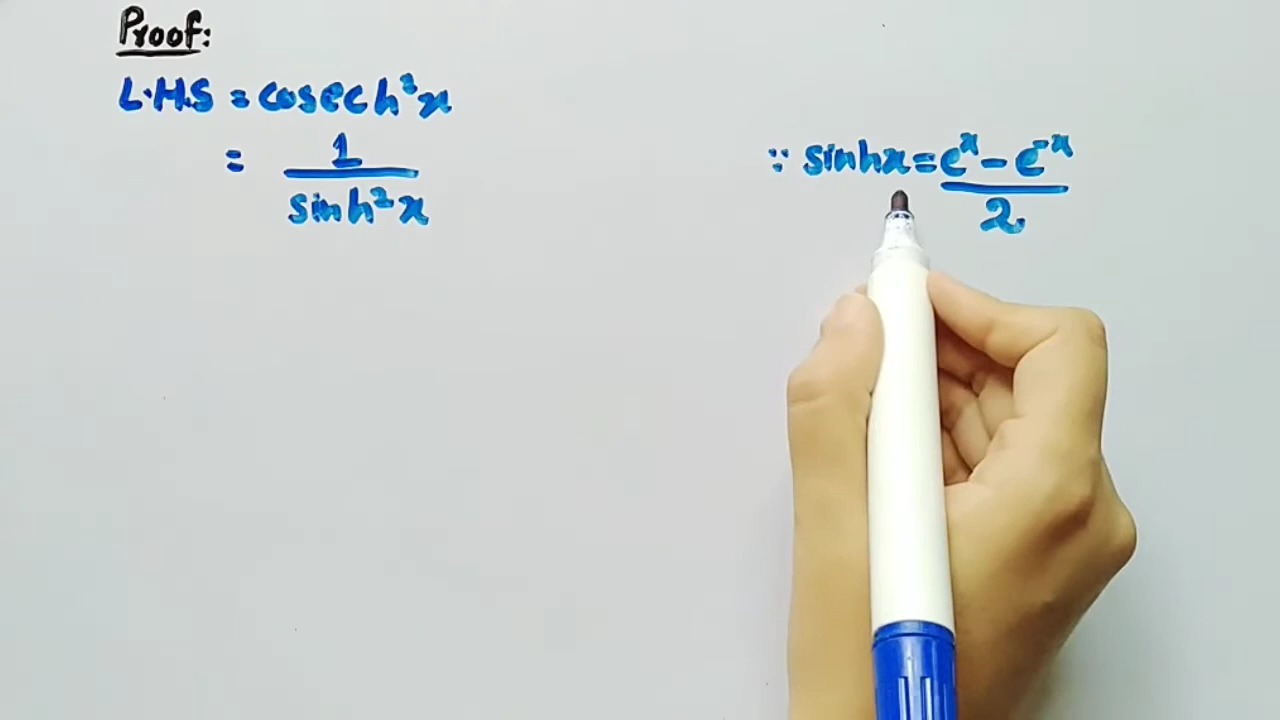 Proof:
L.H.S = cosech²x
= 1/sinh²x
∵ sinhx = eˣ - e⁻ˣ/2